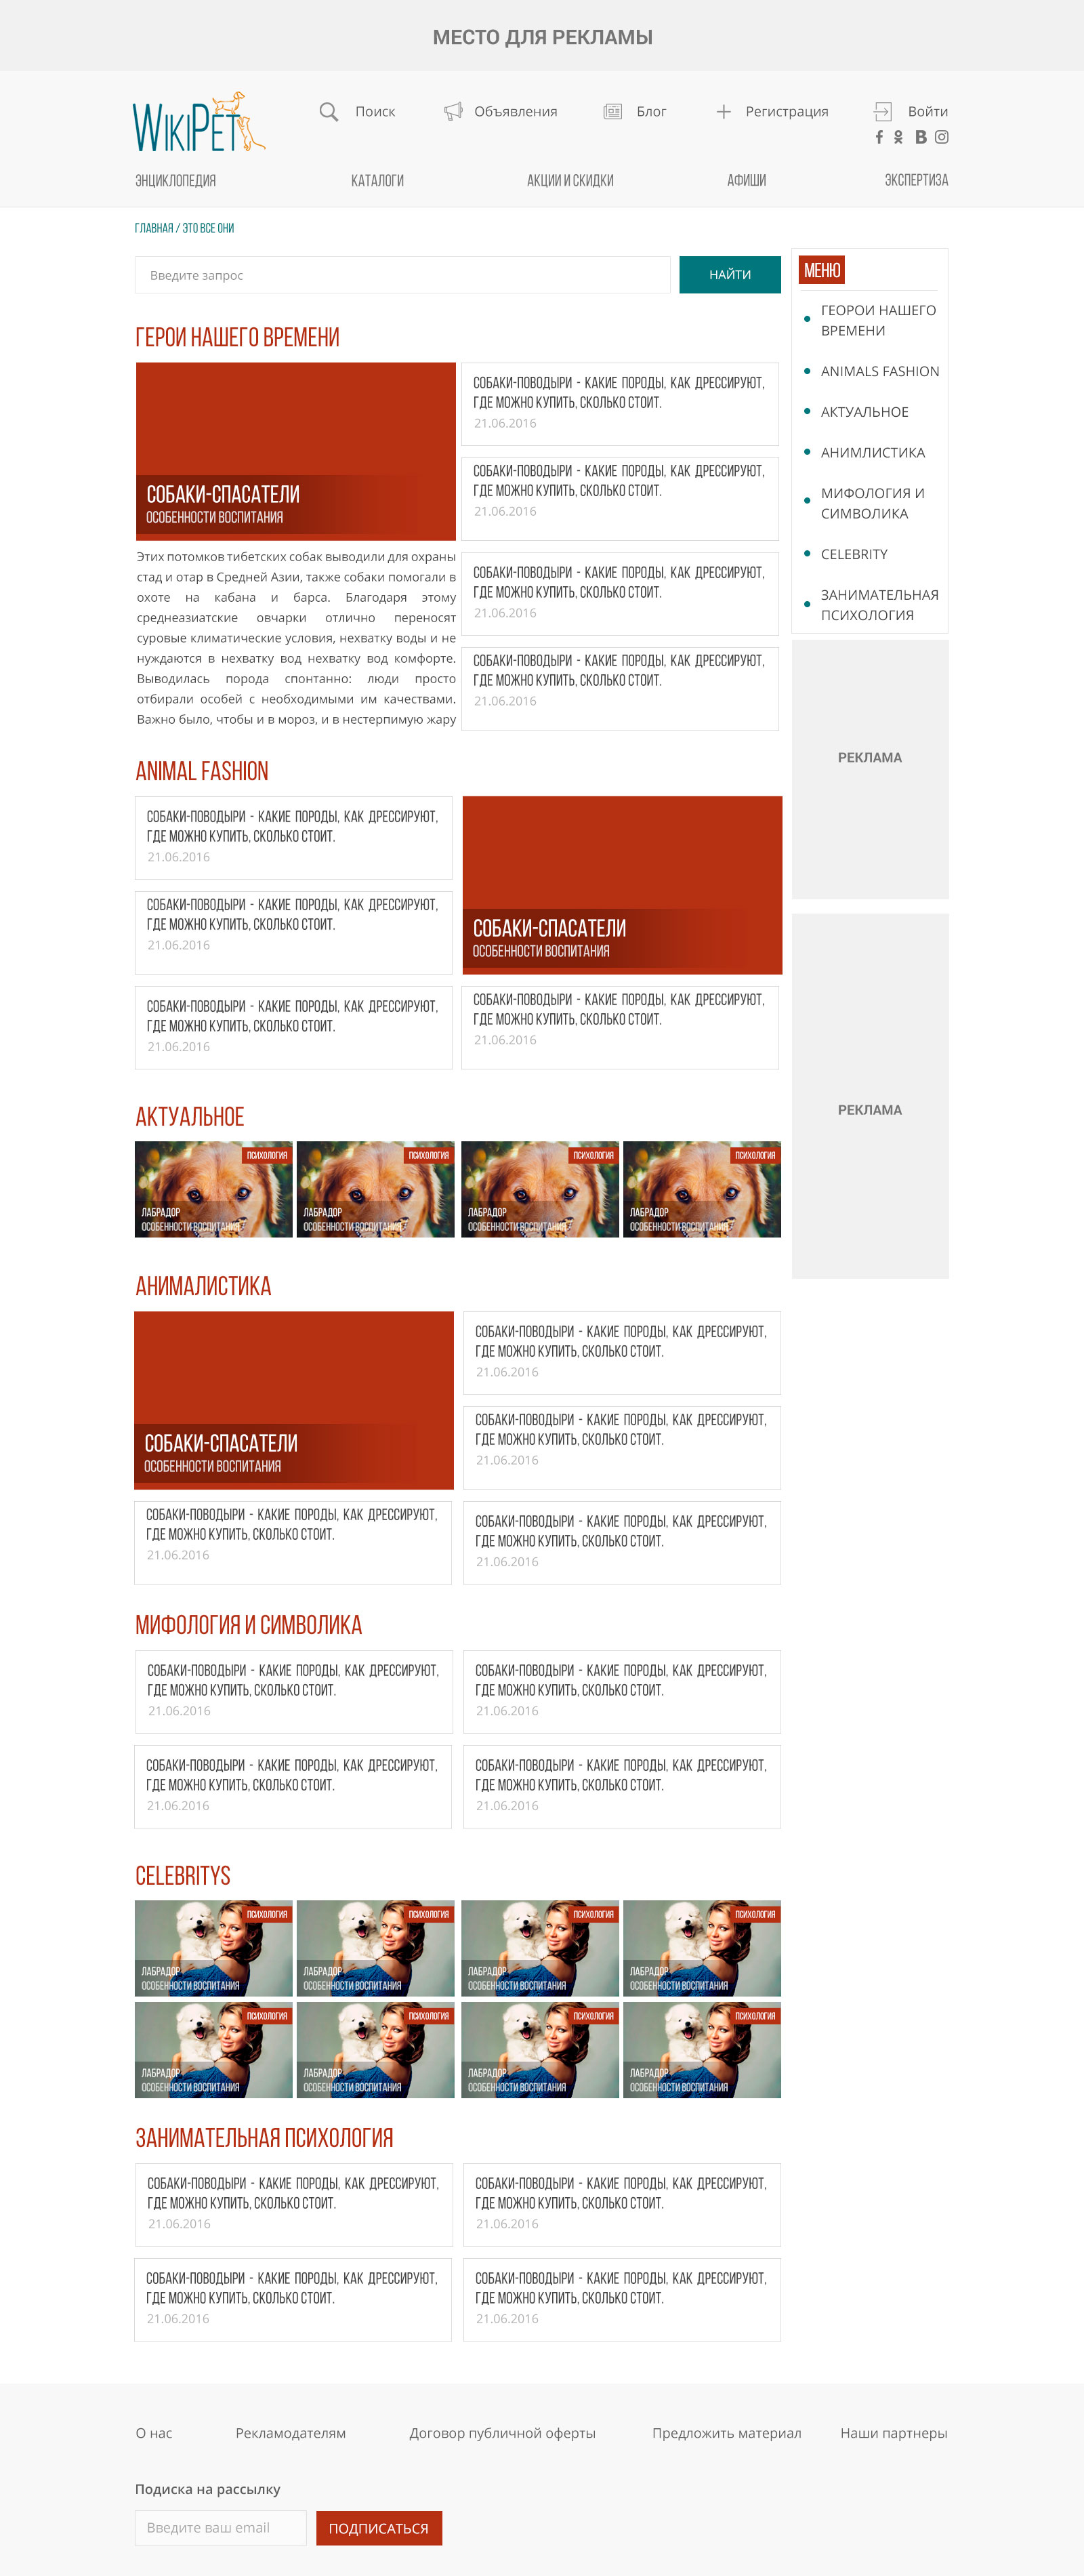 МЕСТО ДЛЯ РЕКЛАМЫ
WikiPet
Поиск
Объявления
Блог
Регистрация
Войти
ЭНЦИКЛОПЕДИЯ
КАТАЛОГИ
АКЦИИ И СКИДКИ
АФИШИ
ЭКСПЕРТИЗА
ГЛАВНАЯ / ЭТО ВСЕ ОНИ
Введите запрос
НАЙТИ
ГЕРОИ НАШЕГО ВРЕМЕНИ
СОБАКИ-СПАСАТЕЛИ
ОСОБЕННОСТИ ВОСПИТАНИЯ
Этих потомков тибетских собак выводили для охраны
стад и отар в Средней Азии, также собаки помогали в
охоте на кабана и барса. Благодаря этому
среднеазиатские овчарки отлично переносят
суровые климатические условия, нехватку воды и не
нуждаются в нехватку вод нехватку вод комфорте.
Выводилась порода спонтанно: люди просто
отбирали особей с необходимыми им качествами.
Важно было, чтобы и в мороз, и в нестерпимую жару
СОБАКИ-ПОВОДЫРИ - КАКИЕ ПОРОДЫ, КАК ДРЕССИРУЮТ,
ГДЕ МОЖНО КУПИТЬ, СКОЛЬКО СТОИТ.
21.06.2016
СОБАКИ-ПОВОДЫРИ - КАКИЕ ПОРОДЫ, КАК ДРЕССИРУЮТ,
ГДЕ МОЖНО КУПИТЬ, СКОЛЬКО СТОИТ.
21.06.2016
СОБАКИ-ПОВОДЫРИ - КАКИЕ ПОРОДЫ, КАК ДРЕССИРУЮТ,
ГДЕ МОЖНО КУПИТЬ, СКОЛЬКО СТОИТ.
21.06.2016
СОБАКИ-ПОВОДЫРИ - КАКИЕ ПОРОДЫ, КАК ДРЕССИРУЮТ,
ГДЕ МОЖНО КУПИТЬ, СКОЛЬКО СТОИТ.
21.06.2016
МЕНЮ
ГЕОРОИ НАШЕГО
ВРЕМЕНИ
ANIMALS FASHION
АКТУАЛЬНОЕ
АНИМЛИСТИКА
МИФОЛОГИЯ И
СИМВОЛИКА
CELEBRITY
ЗАНИМАТЕЛЬНАЯ
ПСИХОЛОГИЯ
РЕКЛАМА
РЕКЛАМА
ANIMAL FASHION
СОБАКИ-ПОВОДЫРИ - КАКИЕ ПОРОДЫ, КАК ДРЕССИРУЮТ,
ГДЕ МОЖНО КУПИТЬ, СКОЛЬКО СТОИТ.
21.06.2016
СОБАКИ-ПОВОДЫРИ - КАКИЕ ПОРОДЫ, КАК ДРЕССИРУЮТ,
ГДЕ МОЖНО КУПИТЬ, СКОЛЬКО СТОИТ.
21.06.2016
СОБАКИ-СПАСАТЕЛИ
ОСОБЕННОСТИ ВОСПИТАНИЯ
СОБАКИ-ПОВОДЫРИ - КАКИЕ ПОРОДЫ, КАК ДРЕССИРУЮТ,
ГДЕ МОЖНО КУПИТЬ, СКОЛЬКО СТОИТ.
21.06.2016
СОБАКИ-ПОВОДЫРИ - КАКИЕ ПОРОДЫ, КАК ДРЕССИРУЮТ,
ГДЕ МОЖНО КУПИТЬ, СКОЛЬКО СТОИТ.
21.06.2016
АКТУАЛЬНОЕ
ПСИХОЛОГИЯ
ЛАБРАДОР
ОСОБЕННОСТИ ВОСПИТАНИЯ
ПСИХОЛОГИЯ
ЛАБРАДОР
ОСОБЕННОСТИ ВОСПИТАНИЯ
ПСИХОЛОГИЯ
ЛАБРАДОР
ОСОБЕННОСТИ ВОСПИТАНИЯ
ПСИХОЛОГИЯ
ЛАБРАДОР
ОСОБЕННОСТИ ВОСПИТАНИЯ
АНИМАЛИСТИКА
СОБАКИ-СПАСАТЕЛИ
ОСОБЕННОСТИ ВОСПИТАНИЯ
СОБАКИ-ПОВОДЫРИ - КАКИЕ ПОРОДЫ, КАК ДРЕССИРУЮТ,
ГДЕ МОЖНО КУПИТЬ, СКОЛЬКО СТОИТ.
21.06.2016
СОБАКИ-ПОВОДЫРИ - КАКИЕ ПОРОДЫ, КАК ДРЕССИРУЮТ,
ГДЕ МОЖНО КУПИТЬ, СКОЛЬКО СТОИТ.
21.06.2016
СОБАКИ-ПОВОДЫРИ - КАКИЕ ПОРОДЫ, КАК ДРЕССИРУЮТ,
ГДЕ МОЖНО КУПИТЬ, СКОЛЬКО СТОИТ.
21.06.2016
СОБАКИ-ПОВОДЫРИ - КАКИЕ ПОРОДЫ, КАК ДРЕССИРУЮТ,
ГДЕ МОЖНО КУПИТЬ, СКОЛЬКО СТОИТ.
21.06.2016
МИФОЛОГИЯ И СИМВОЛИКА
СОБАКИ-ПОВОДЫРИ - КАКИЕ ПОРОДЫ, КАК ДРЕССИРУЮТ,
ГДЕ МОЖНО КУПИТЬ, СКОЛЬКО СТОИТ.
21.06.2016
СОБАКИ-ПОВОДЫРИ - КАКИЕ ПОРОДЫ, КАК ДРЕССИРУЮТ,
ГДЕ МОЖНО КУПИТЬ, СКОЛЬКО СТОИТ.
21.06.2016
СОБАКИ-ПОВОДЫРИ - КАКИЕ ПОРОДЫ, КАК ДРЕССИРУЮТ,
ГДЕ МОЖНО КУПИТЬ, СКОЛЬКО СТОИТ.
21.06.2016
СОБАКИ-ПОВОДЫРИ - КАКИЕ ПОРОДЫ, КАК ДРЕССИРУЮТ,
ГДЕ МОЖНО КУПИТЬ, СКОЛЬКО СТОИТ.
21.06.2016
CELEBRITYS
ПСИХОЛОГИЯ
ЛАБРАДОР
ОСОБЕННОСТИ ВОСПИТАНИЯ
ПСИХОЛОГИЯ
ЛАБРАДОР
ОСОБЕННОСТИ ВОСПИТАНИЯ
ПСИХОЛОГИЯ
ЛАБРАДОР
ОСОБЕННОСТИ ВОСПИТАНИЯ
ПСИХОЛОГИЯ
ЛАБРАДОР
ОСОБЕННОСТИ ВОСПИТАНИЯ
ПСИХОЛОГИЯ
ЛАБРАДОР
ОСОБЕННОСТИ ВОСПИТАНИЯ
ПСИХОЛОГИЯ
ЛАБРАДОР
ОСОБЕННОСТИ ВОСПИТАНИЯ
ПСИХОЛОГИЯ
ЛАБРАДОР
ОСОБЕННОСТИ ВОСПИТАНИЯ
ПСИХОЛОГИЯ
ЛАБРАДОР
ОСОБЕННОСТИ ВОСПИТАНИЯ
ЗАНИМАТЕЛЬНАЯ ПСИХОЛОГИЯ
СОБАКИ-ПОВОДЫРИ - КАКИЕ ПОРОДЫ, КАК ДРЕССИРУЮТ,
ГДЕ МОЖНО КУПИТЬ, СКОЛЬКО СТОИТ.
21.06.2016
СОБАКИ-ПОВОДЫРИ - КАКИЕ ПОРОДЫ, КАК ДРЕССИРУЮТ,
ГДЕ МОЖНО КУПИТЬ, СКОЛЬКО СТОИТ.
21.06.2016
СОБАКИ-ПОВОДЫРИ - КАКИЕ ПОРОДЫ, КАК ДРЕССИРУЮТ,
ГДЕ МОЖНО КУПИТЬ, СКОЛЬКО СТОИТ.
21.06.2016
СОБАКИ-ПОВОДЫРИ - КАКИЕ ПОРОДЫ, КАК ДРЕССИРУЮТ,
ГДЕ МОЖНО КУПИТЬ, СКОЛЬКО СТОИТ.
21.06.2016
О нас
Рекламодателям
Договор публичной оферты
Предложить материал
Наши партнеры
Подиска на рассылку
Введите ваш email
ПОДПИСАТЬСЯ